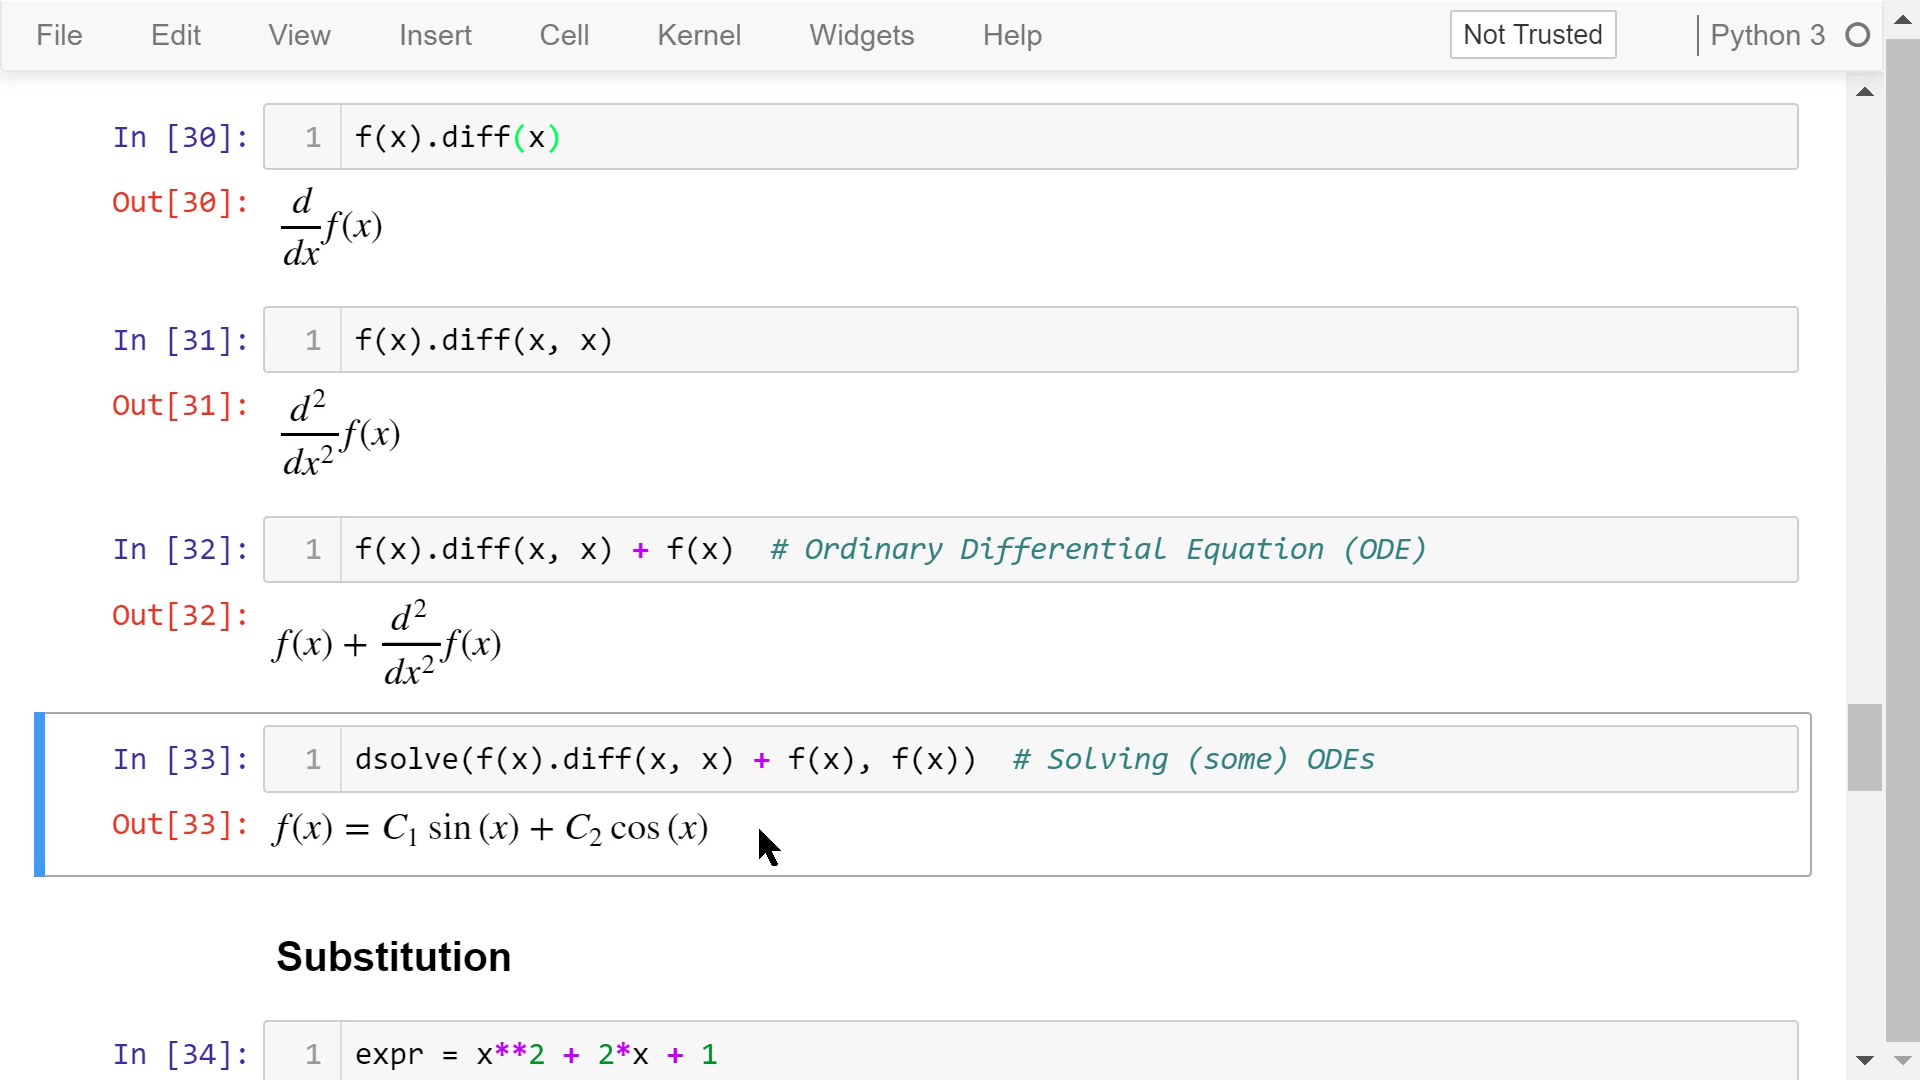 File Edit View Insert Cell Kernel Widgets Help Not Trusted Python 3
In [30]: 1 f(x).diff(x)
Out[30]: d/dx f(x)
In [31]: 1 f(x).diff(x, x)
Out[31]: d²/dx² f(x)
In [32]: 1 f(x).diff(x, x) + f(x)  # Ordinary Differential Equation (ODE)
Out[32]: f(x) + d²/dx² f(x)
In [33]: 1 dsolve(f(x).diff(x, x) + f(x), f(x))  # Solving (some) ODEs
Out[33]: f(x) = C₁ sin (x) + C₂ cos (x)
Substitution
In [34]: 1 expr = x**2 + 2*x + 1